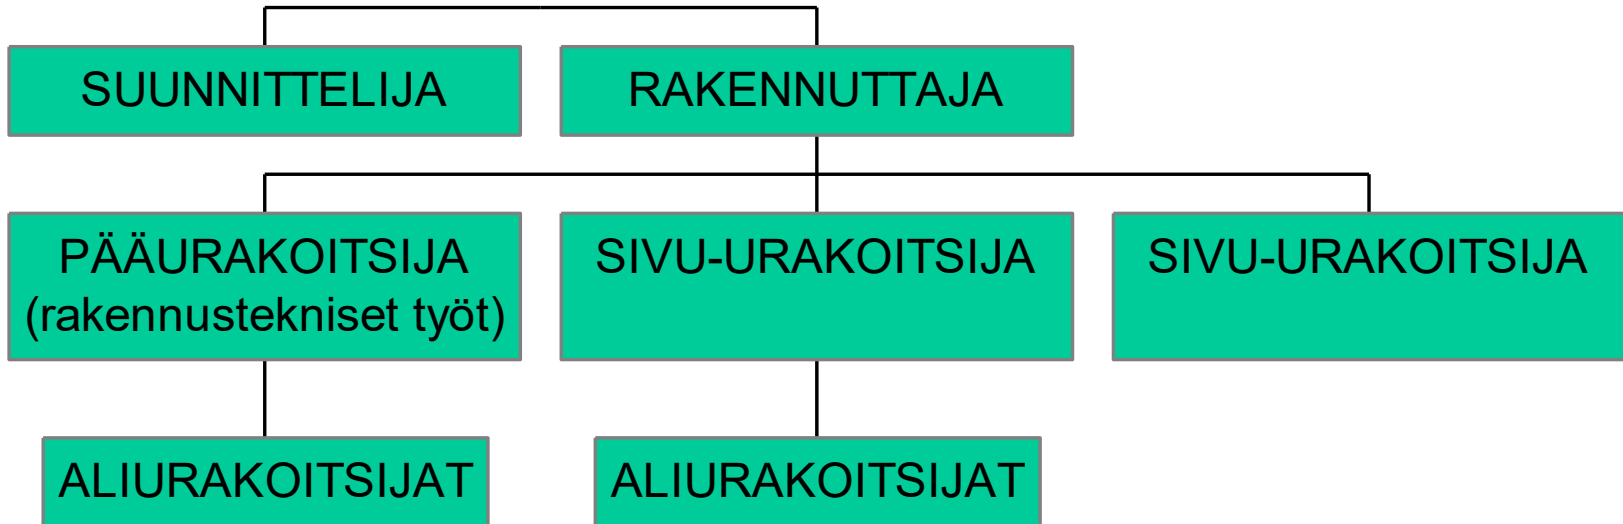 SUUNNITTELIJA
RAKENNUTTAJA
PÄÄURAKOITSIJA
(rakennustekniset työt)
SIVU-URAKOITSIJA
SIVU-URAKOITSIJA
ALIURAKOITSIJAT
ALIURAKOITSIJAT